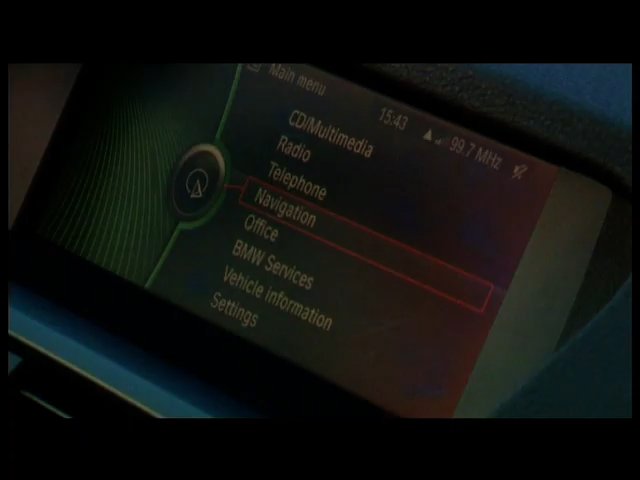 Main menu
15:43 99.7 MHz
CD/Multimedia
Radio
Telephone
Navigation
Office
BMW Services
Vehicle information
Settings